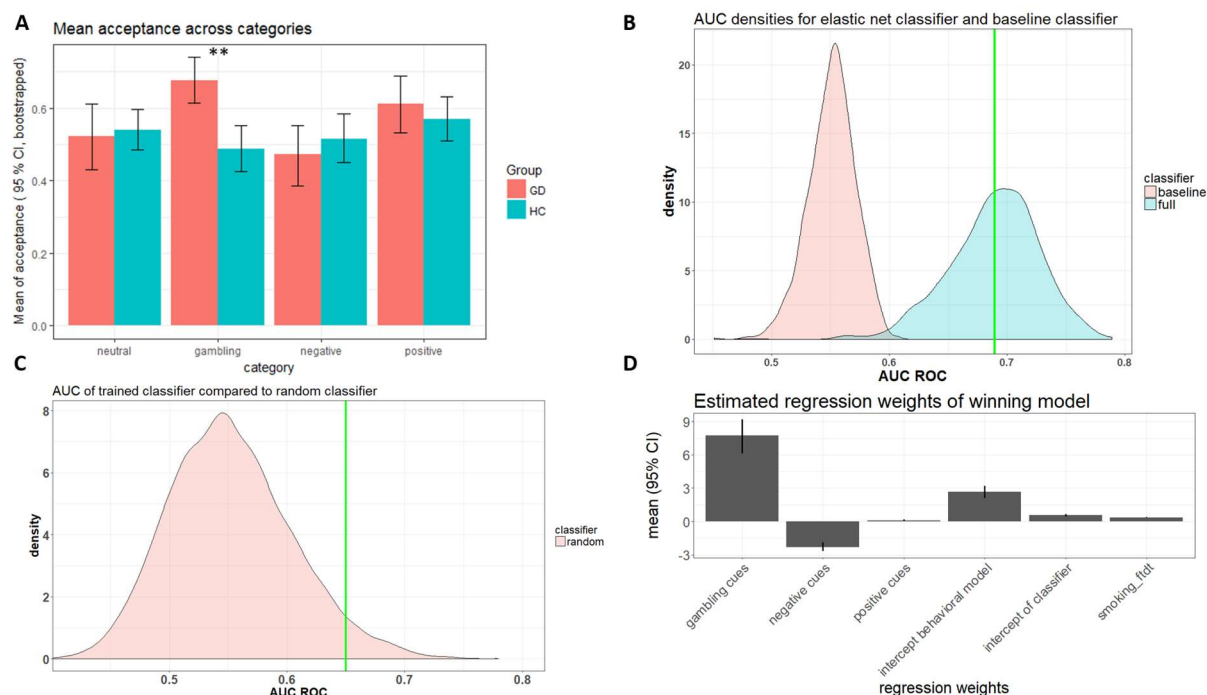 A
Mean acceptance across categories
Mean of acceptance ( 95 % CI, bootstrapped)
0.6
0.4
0.2
0.0
**
neutral
gambling
negative
positive
category
Group
GD
HC
B
AUC densities for elastic net classifier and baseline classifier
density
20
15
10
5
0
0.5
0.6
0.7
0.8
AUC ROC
classifier
baseline
full
C
AUC of trained classifier compared to random classifier
density
8
6
4
2
0
0.5
0.6
0.7
0.8
AUC ROC
classifier
random
D
Estimated regression weights of winning model
mean (95% CI)
9
6
3
0
-3
gambling cues
negative cues
positive cues
intercept behavioral model
intercept of classifier
smoking_ftdt
regression weights